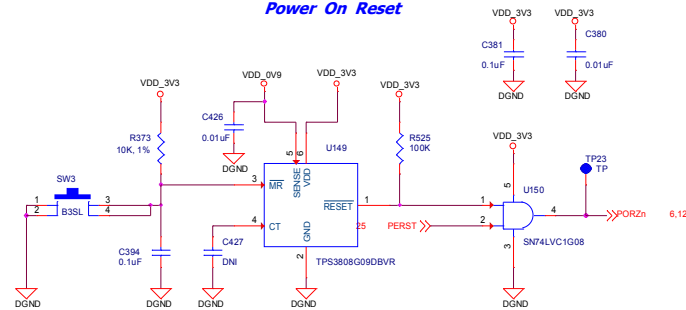 Power On Reset
VDD_3V3
VDD_3V3
C381
0.1uF
C380
0.01uF
DGND
DGND
VDD_3V3
VDD_0V9
VDD_3V3
VDD_3V3
C426
0.01uF
DGND
R373
10K, 1%
U149
R525
100K
VDD_3V3
SW3
1
2
B3SL
3
4
3
MR
5
SENSE
6
VDD
RESET
1
4
CT
GND
2
TPS3808G09DBVR
25
PERST
1
2
5
U150
4
3
SN74LVC1G08
TP23
TP
PORZn
6,12
C394
0.1uF
C427
DNI
DGND
DGND
DGND
DGND
DGND